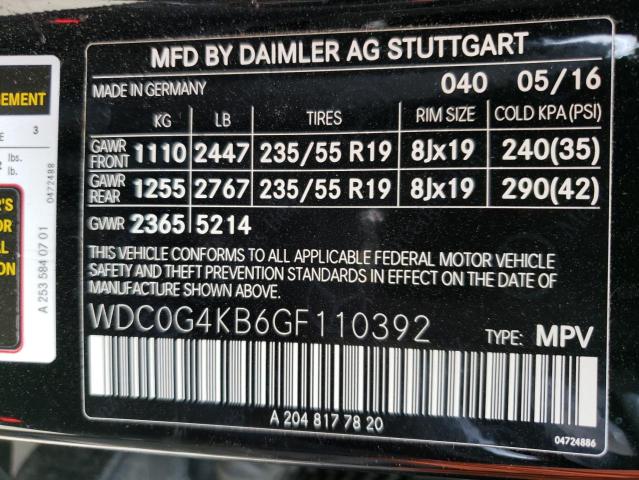 MFD BY DAIMLER AG STUTTGART
MADE IN GERMANY 040 05/16
KG LB TIRES RIM SIZE COLD KPA (PSI)
GAWR FRONT 1110 2447 235/55 R19 8Jx19 240(35)
GAWR REAR 1255 2767 235/55 R19 8Jx19 290(42)
GVWR 2365 5214
THIS VEHICLE CONFORMS TO ALL APPLICABLE FEDERAL MOTOR VEHICLE
SAFETY AND THEFT PREVENTION STANDARDS IN EFFECT ON THE DATE OF
MANUFACTURE SHOWN ABOVE.
WDC0G4KB6GF110392 TYPE: MPV
A 204 817 78 20
04724886
3
lbs.
lb.
0472488
A 253 584 07 01